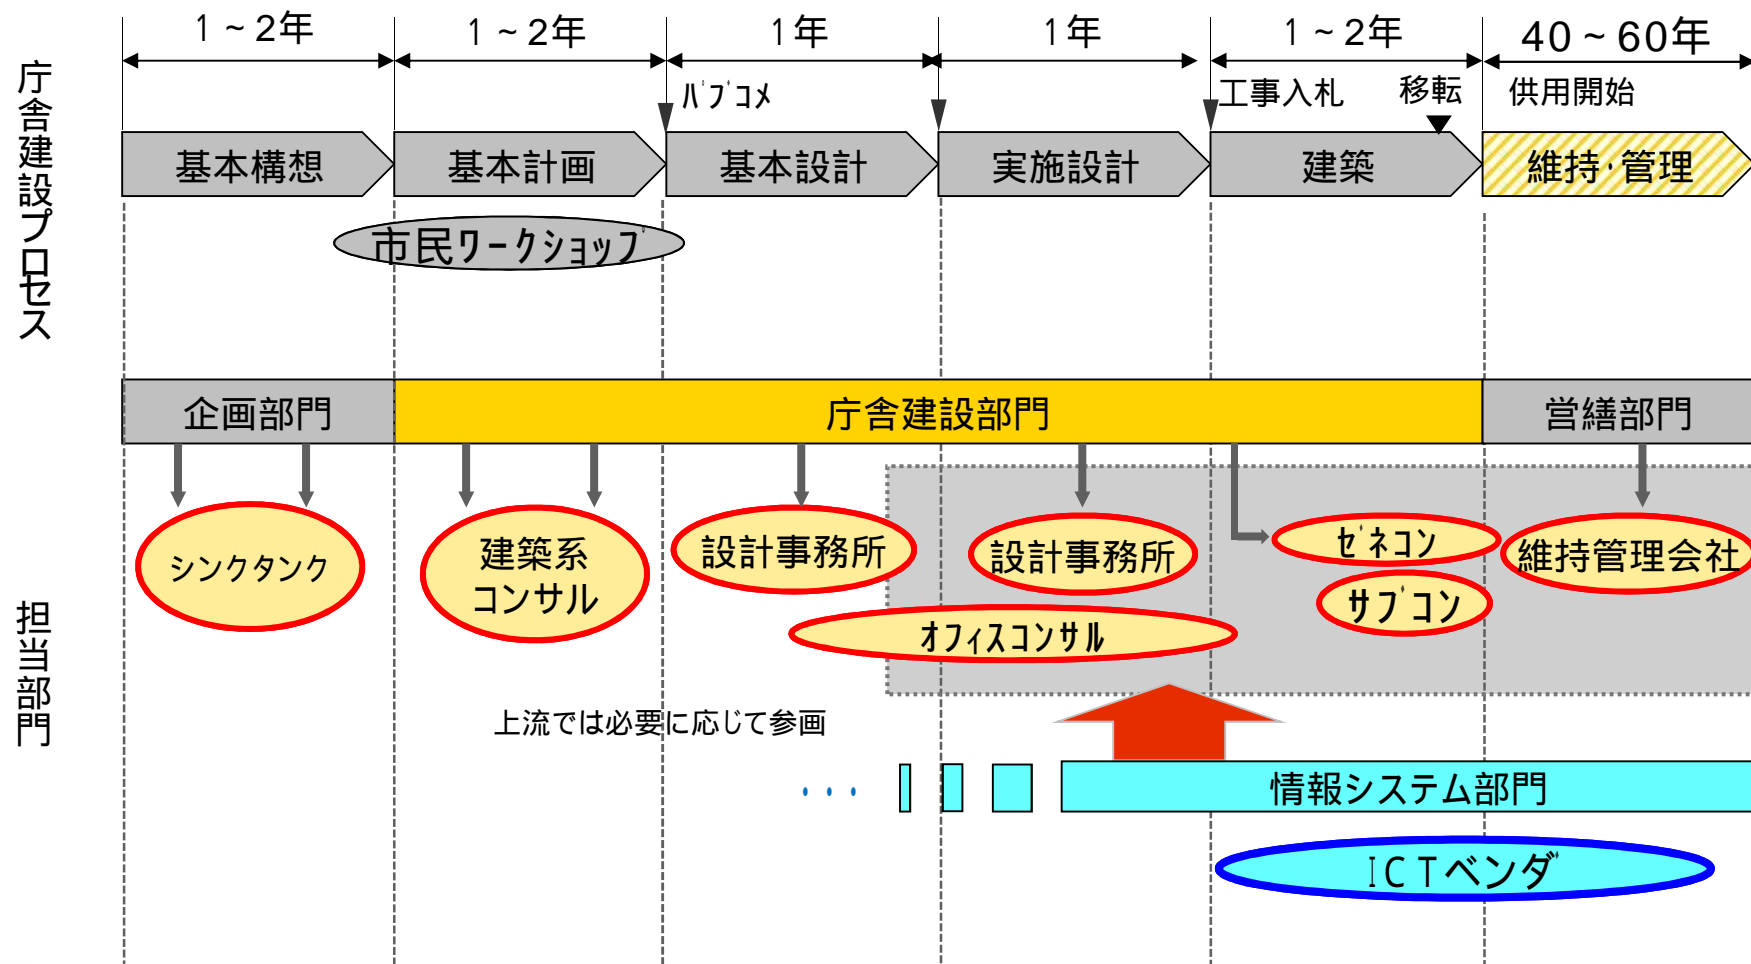 1～2年
1～2年
1年
1年
1～2年
40～60年
庁舎建設プロセス
ﾊﾟﾌﾞｺﾒ
工事入札
移転
供用開始
基本構想
基本計画
基本設計
実施設計
建築
維持・管理
市民ﾜｰｸｼｮｯﾌﾟ
企画部門
庁舎建設部門
営繕部門
担当部門
シンクタンク
建築系
コンサル
設計事務所
設計事務所
ｾﾞﾈｺﾝ
維持管理会社
ｻﾌﾞｺﾝ
ｵﾌｨｽｺﾝｻﾙ
上流では必要に応じて参画
・・・
情報システム部門
ICTベンダ